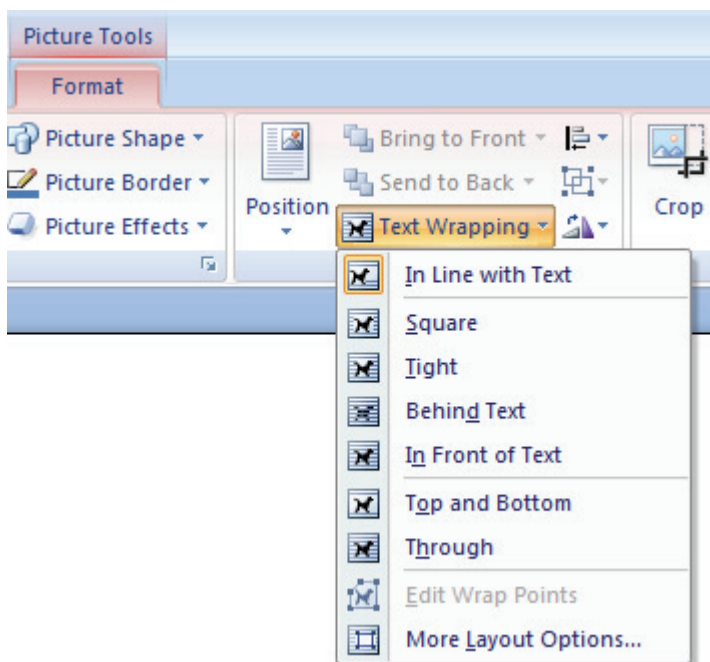 Picture Tools
Format
Picture Shape
Picture Border
Picture Effects
Position
Bring to Front
Send to Back
Text Wrapping
Crop
In Line with Text
Square
Tight
Behind Text
In Front of Text
Top and Bottom
Through
Edit Wrap Points
More Layout Options...